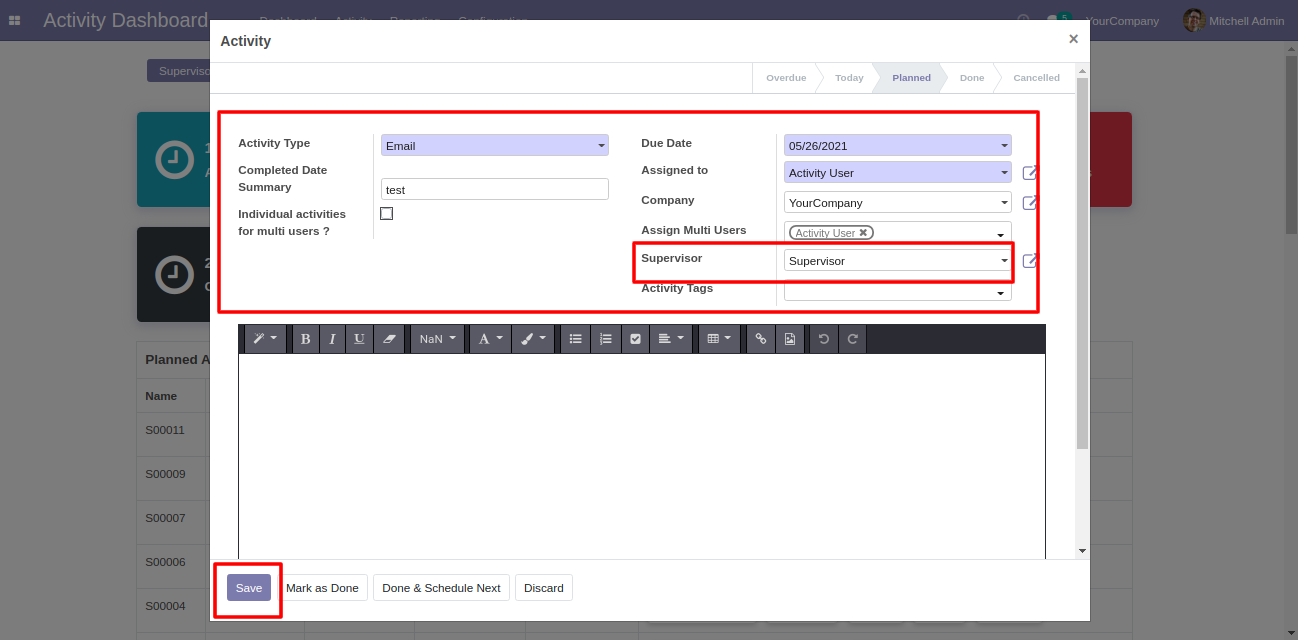 Activity Dashboard
Dashboard Activity Reporting Configuration
5
YourCompany
Mitchell Admin
Activity
×
Overdue Today Planned Done Cancelled
Activity Type
Email
Completed Date
Summary
test
Individual activities
for multi users ?
Due Date
05/26/2021
Assigned to
Activity User
Company
YourCompany
Assign Multi Users
Activity User ✖
Supervisor
Supervisor
Activity Tags
B I U NaN A
Planned A
Name
S00011
S00009
S00007
S00006
S00004
Save
Mark as Done
Done & Schedule Next
Discard